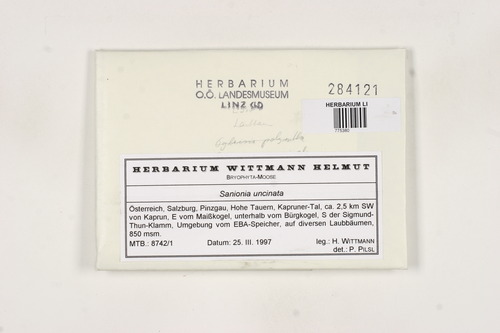 HERBARIUM
O.Ö. LANDESMUSEUM
LINZ (D)
284121
HERBARIUM LI
775360
HERBARIUM WITTMANN HELMUT
BRYOPHYTA-MOOSE
Sanionia uncinata
Österreich, Salzburg, Pinzgau, Hohe Tauern, Kapruner-Tal, ca. 2,5 km SW
von Kaprun, E vom Maißkogel, unterhalb vom Bürgkogel, S der Sigmund-
Thun-Klamm, Umgebung vom EBA-Speicher, auf diversen Laubbäumen,
850 msm.
MTB.: 8742/1 Datum: 25. III. 1997 leg.: H. WITTMANN
det.: P. PILSL